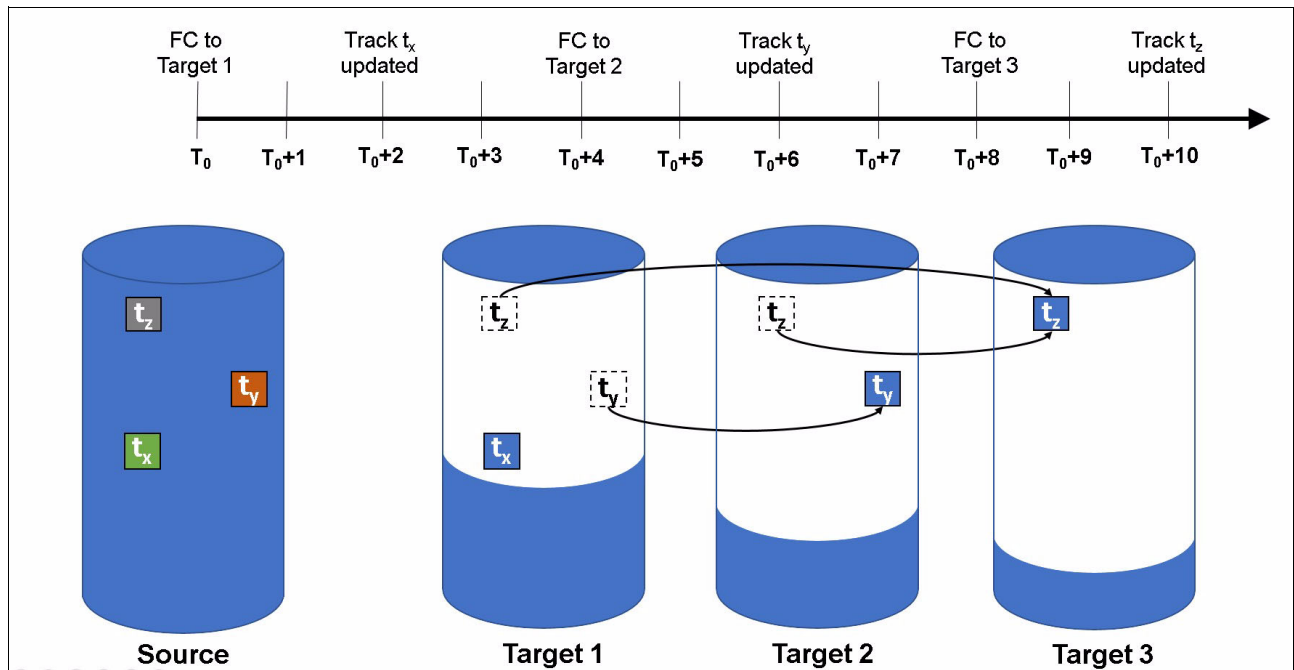 FC to
Target 1
Track tx
updated
FC to
Target 2
Track ty
updated
FC to
Target 3
Track tz
updated
T0
T0+1
T0+2
T0+3
T0+4
T0+5
T0+6
T0+7
T0+8
T0+9
T0+10
tz
tz
tz
tz
ty
ty
ty
tx
tx
Source
Target 1
Target 2
Target 3